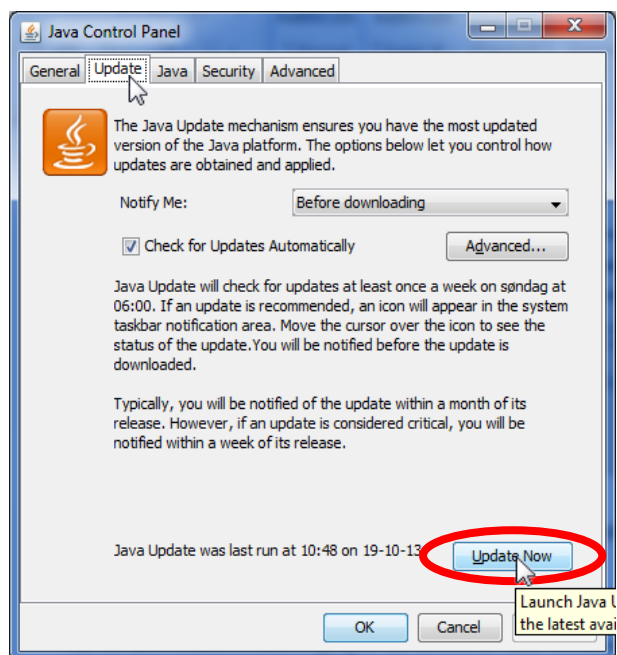 Java Control Panel
General Update Java Security Advanced
The Java Update mechanism ensures you have the most updated
version of the Java platform. The options below let you control how
updates are obtained and applied.
Notify Me: Before downloading
Check for Updates Automatically Advanced...
Java Update will check for updates at least once a week on søndag at
06:00. If an update is recommended, an icon will appear in the system
taskbar notification area. Move the cursor over the icon to see the
status of the update.You will be notified before the update is
downloaded.
Typically, you will be notified of the update within a month of its
release. However, if an update is considered critical, you will be
notified within a week of its release.
Java Update was last run at 10:48 on 19-10-13 Update Now
Launch Java
the latest
OK Cancel